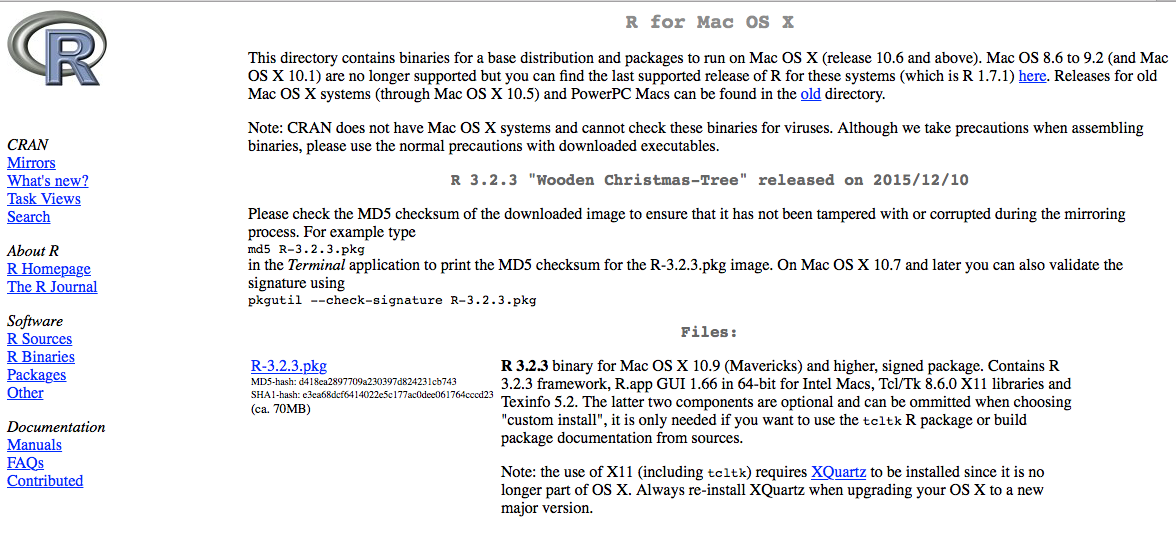 R
CRAN
Mirrors
What's new?
Task Views
Search
About R
R Homepage
The R Journal
Software
R Sources
R Binaries
Packages
Other
Documentation
Manuals
FAQs
Contributed
R for Mac OS X
This directory contains binaries for a base distribution and packages to run on Mac OS X (release 10.6 and above). Mac OS 8.6 to 9.2 (and Mac
OS X 10.1) are no longer supported but you can find the last supported release of R for these systems (which is R 1.7.1) here. Releases for old
Mac OS X systems (through Mac OS X 10.5) and PowerPC Macs can be found in the old directory.
Note: CRAN does not have Mac OS X systems and cannot check these binaries for viruses. Although we take precautions when assembling
binaries, please use the normal precautions with downloaded executables.
R 3.2.3 "Wooden Christmas-Tree" released on 2015/12/10
Please check the MD5 checksum of the downloaded image to ensure that it has not been tampered with or corrupted during the mirroring
process. For example type
md5 R-3.2.3.pkg
in the Terminal application to print the MD5 checksum for the R-3.2.3.pkg image. On Mac OS X 10.7 and later you can also validate the
signature using
pkgutil --check-signature R-3.2.3.pkg
Files:
R-3.2.3.pkg
MD5-hash: d418ea2897709a230397d824231cb743
SHA1-hash: e3ea68dcf6414022e5c177ac0dee061764cccd23
(ca. 70MB)
R 3.2.3 binary for Mac OS X 10.9 (Mavericks) and higher, signed package. Contains R
3.2.3 framework, R.app GUI 1.66 in 64-bit for Intel Macs, Tcl/Tk 8.6.0 X11 libraries and
Texinfo 5.2. The latter two components are optional and can be ommitted when choosing
"custom install", it is only needed if you want to use the tcltk R package or build
package documentation from sources.
Note: the use of X11 (including tcltk) requires XQuartz to be installed since it is no
longer part of OS X. Always re-install XQuartz when upgrading your OS X to a new
major version.